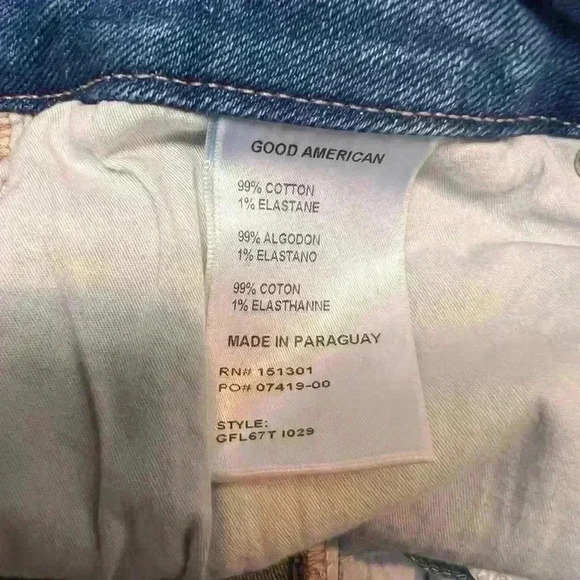 GOOD AMERICAN
99% COTTON
1% ELASTANE
99% ALGODON
1% ELASTANO
99% COTON
1% ELASTHANNE
MADE IN PARAGUAY
RN# 151301
PO# 07419-00
STYLE:
GFL67T I029